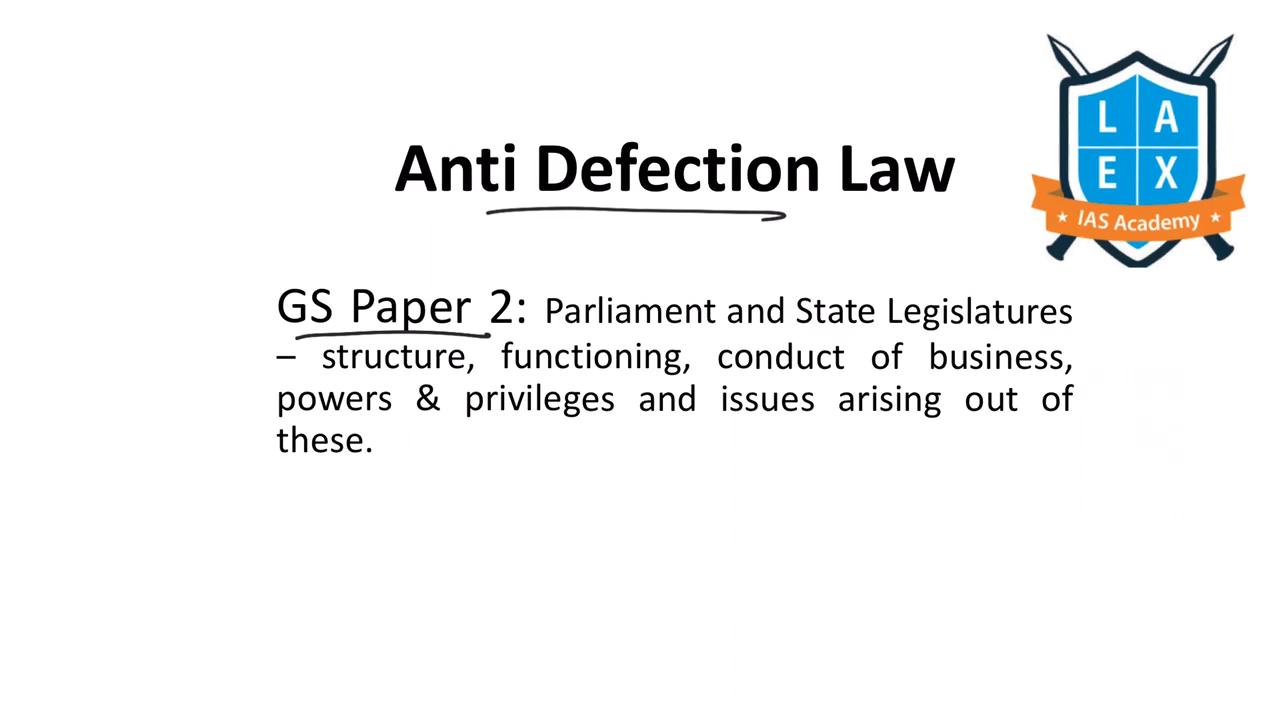 Anti Defection Law
L A
E X
IAS Academy
GS Paper 2: Parliament and State Legislatures
– structure, functioning, conduct of business,
powers & privileges and issues arising out of
these.